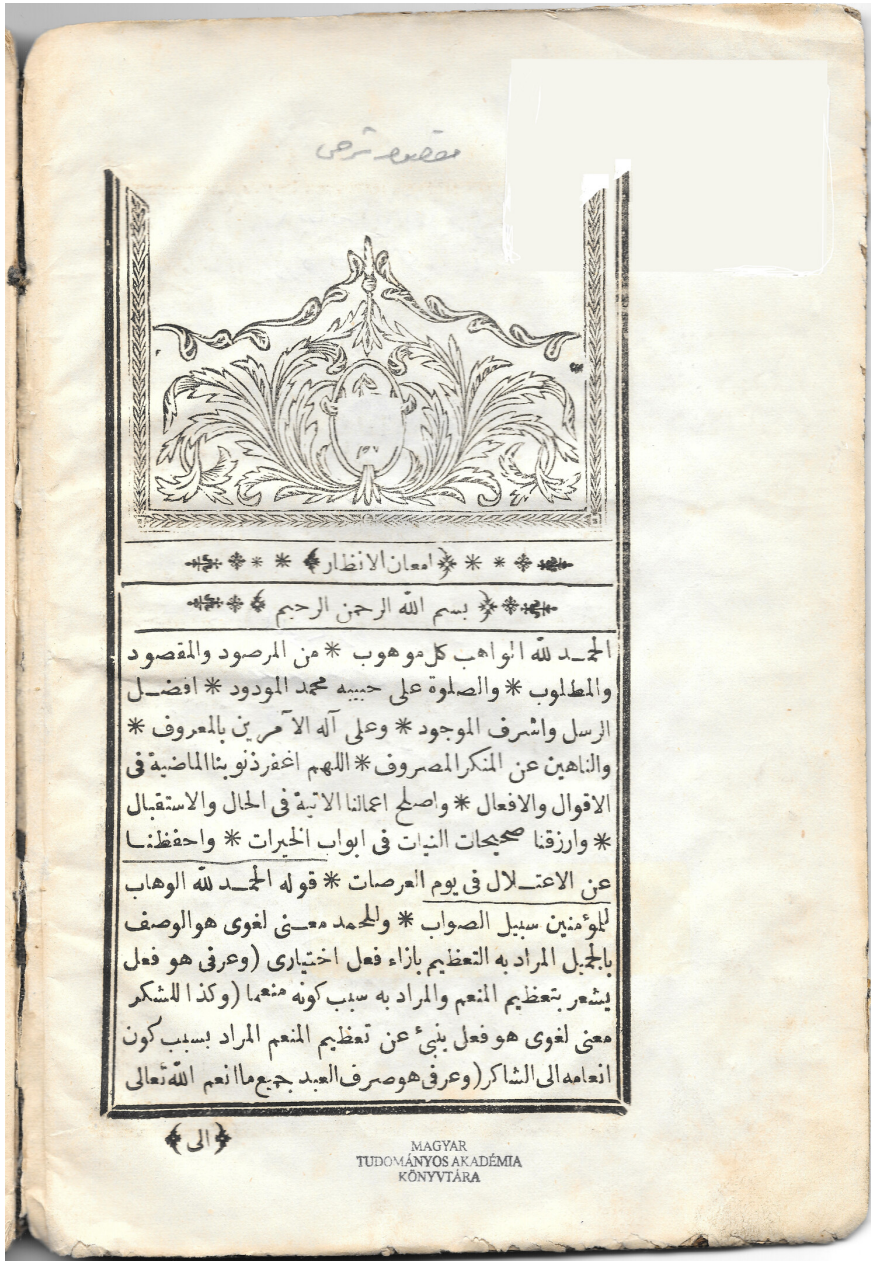 مقصود شرحی
امعان الانظار
بسم الله الرحمن الرحيم
الحمد لله الواهب كل موهوب * من المرصود والمقصود
والمطلوب * والصلوة على حبيبه محمد المودود * افضل
الرسل واشرف الموجود * وعلى آله الآمرين بالمعروف *
والناهين عن المنكر المصروف * اللهم اغفر ذنوبنا الماضية فى
الاقوال والافعال * واصلح اعمالنا الاتية فى الحال والاستقبال
* وارزقنا صحيحات النيات فى ابواب الخيرات * واحفظنا
عن الاعتلال فى يوم العرصات * قوله الحمد لله الوهاب
للمؤمنين سبيل الصواب * وللحمد معنى لغوى هو الوصف
بالجميل المراد به التعظيم بازاء فعل اختيارى (وعرفى هو فعل
يشعر بتعظيم المنعم والمراد به سبب كونه منعما (وكذا للشكر
معنى لغوى هو فعل ينبئ عن تعظيم المنعم المراد بسبب كون
انعامه الى الشاكر (وعرفى هو صرف العبد جميع ما انعم الله تعالى
الى
MAGYAR
TUDOMÁNYOS AKADÉMIA
KÖNYVTÁRA